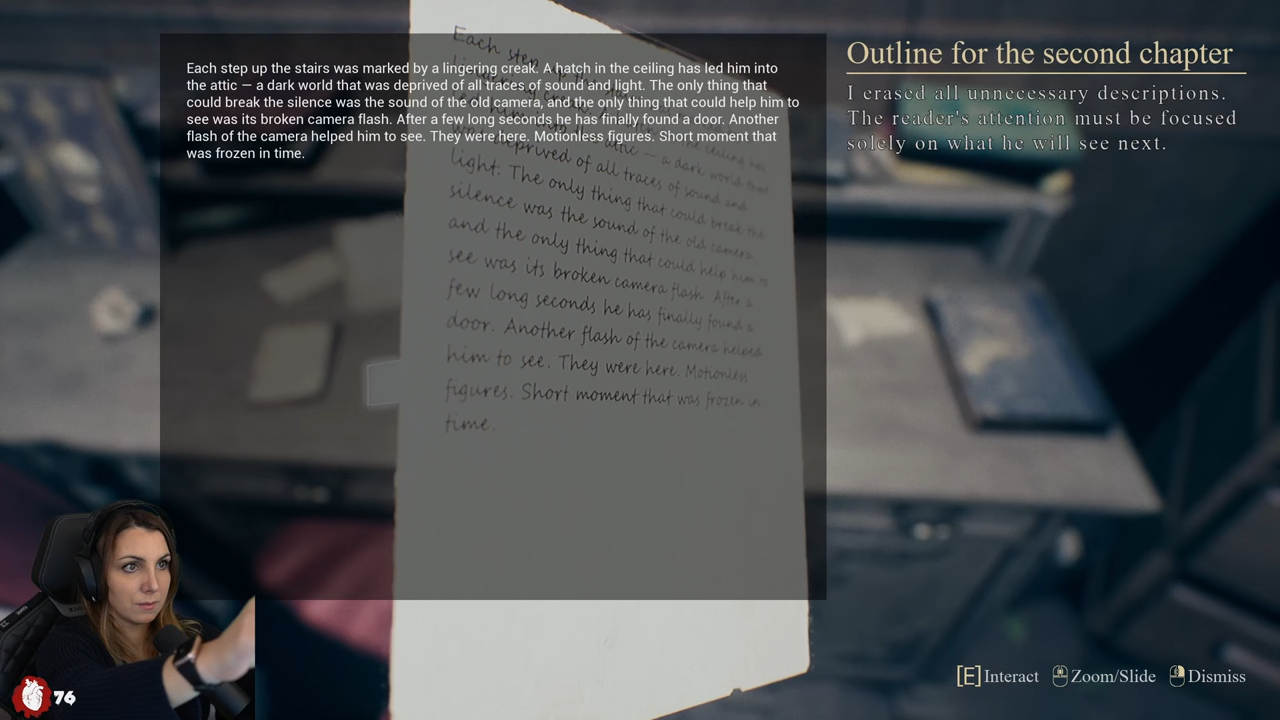 Each step up the stairs was marked by a lingering creak. A hatch in the ceiling has led him into
the attic — a dark world that was deprived of all traces of sound and light. The only thing that
could break the silence was the sound of the old camera, and the only thing that could help him to
see was its broken camera flash. After a few long seconds he has finally found a door. Another
flash of the camera helped him to see. They were here. Motionless figures. Short moment that
was frozen in time.
Each step
deprived of all traces of sound and
light. The only thing that could break the
silence was the sound of the old camera
and the only thing that could help him to
see was its broken camera flash. After a
few long seconds he has finally found a
door. Another flash of the camera helped
him to see. They were here. Motionless
figures. Short moment that was frozen in
time.
Outline for the second chapter
I erased all unnecessary descriptions.
The reader's attention must be focused
solely on what he will see next.
[E] Interact Zoom/Slide Dismiss
76